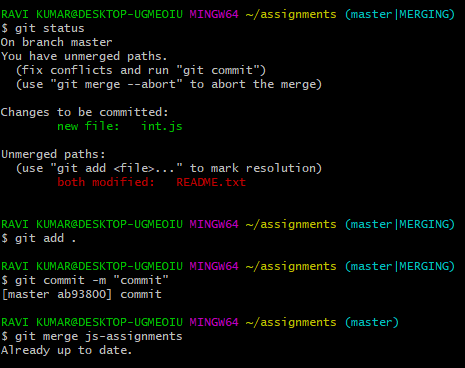 RAVI KUMAR@DESKTOP-UGMEOIU MINGW64 ~/assignments (master|MERGING)
$ git status
On branch master
You have unmerged paths.
  (fix conflicts and run "git commit")
  (use "git merge --abort" to abort the merge)

Changes to be committed:
        new file:   int.js

Unmerged paths:
  (use "git add <file>..." to mark resolution)
        both modified:   README.txt

RAVI KUMAR@DESKTOP-UGMEOIU MINGW64 ~/assignments (master|MERGING)
$ git add .

RAVI KUMAR@DESKTOP-UGMEOIU MINGW64 ~/assignments (master|MERGING)
$ git commit -m "commit"
[master ab93800] commit

RAVI KUMAR@DESKTOP-UGMEOIU MINGW64 ~/assignments (master)
$ git merge js-assignments
Already up to date.